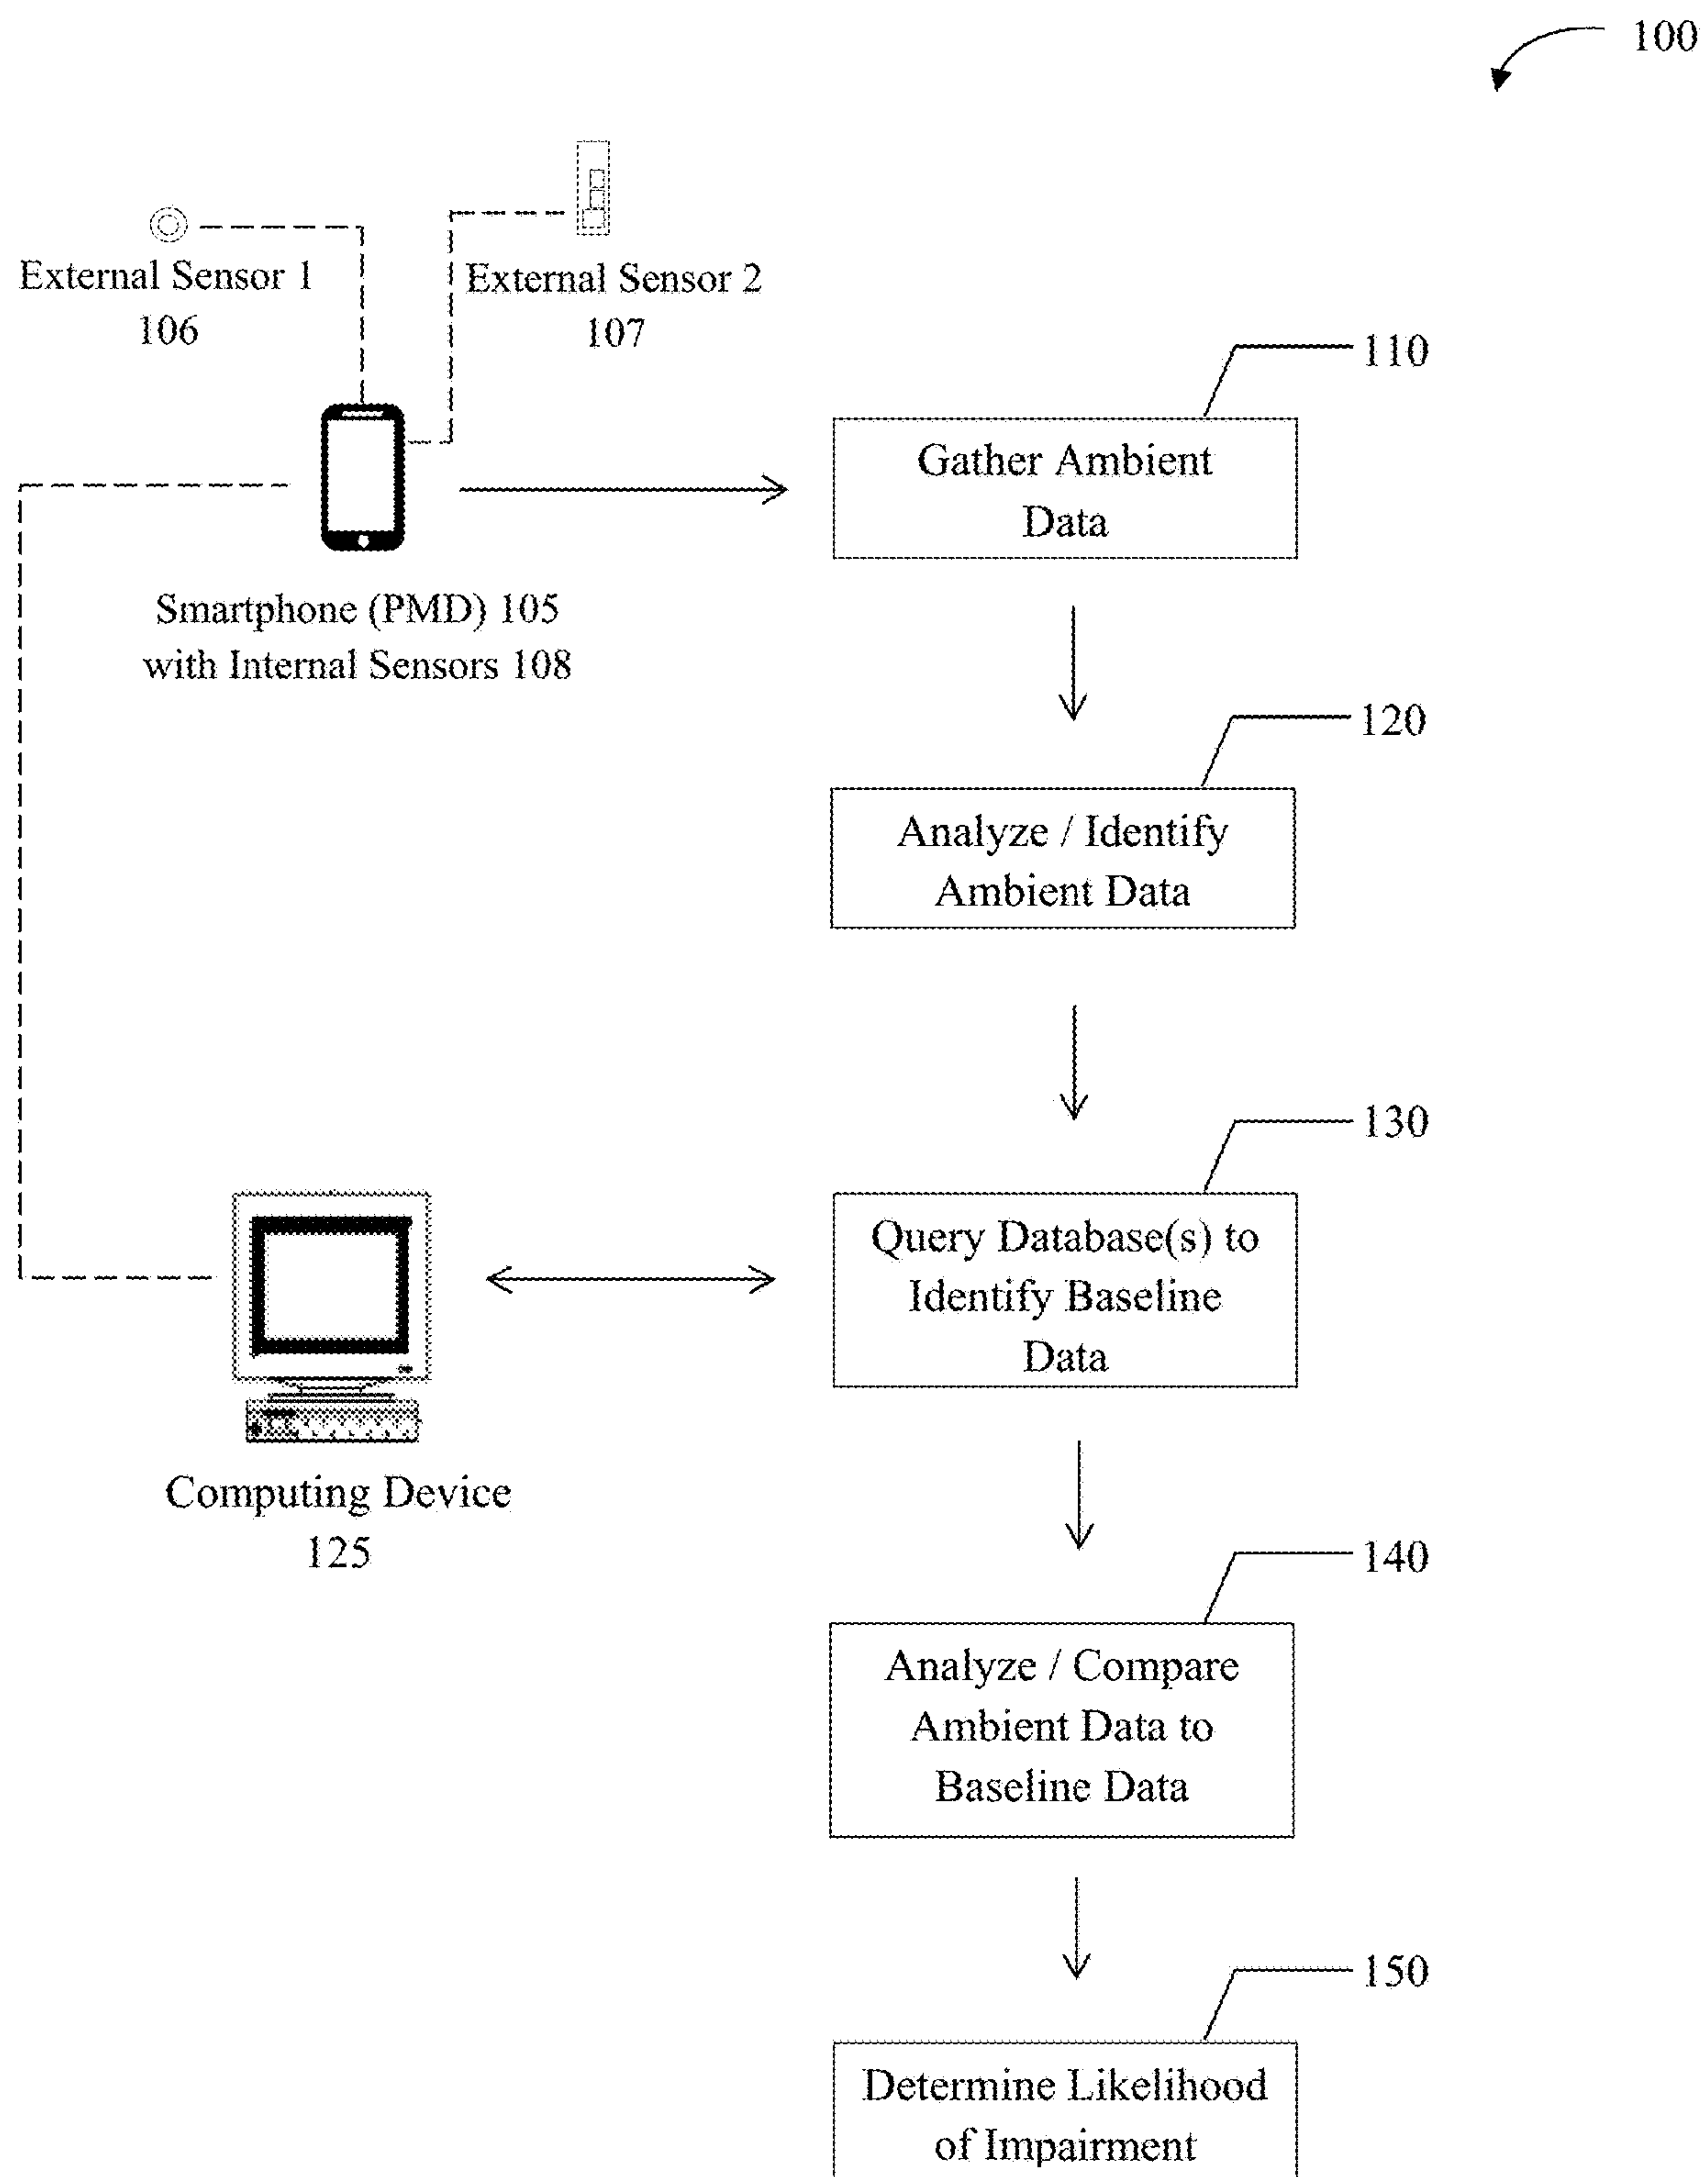 100
External Sensor 1
106
External Sensor 2
107
110
Gather Ambient
Data
Smartphone (PMD) 105
with Internal Sensors 108
120
Analyze / Identify
Ambient Data
130
Query Database(s) to
Identify Baseline
Data
Computing Device
125
140
Analyze / Compare
Ambient Data to
Baseline Data
150
Determine Likelihood
of Impairment